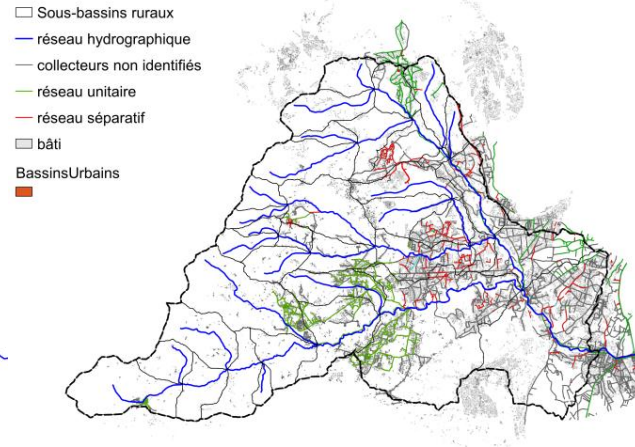 Sous-bassins ruraux
réseau hydrographique
collecteurs non identifiés
réseau unitaire
réseau séparatif
bâti
BassinsUrbains